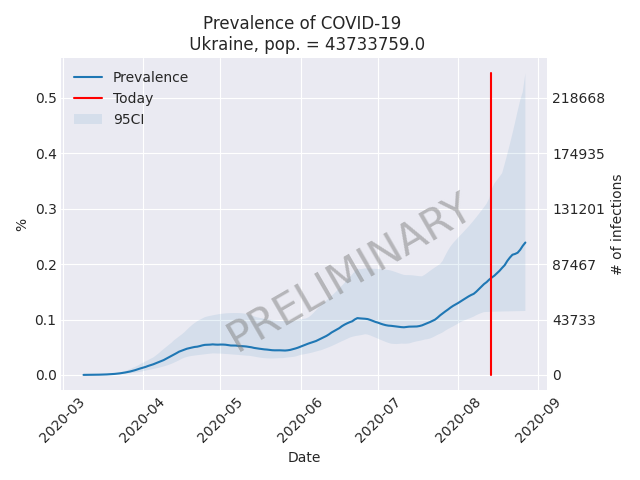 Prevalence of COVID-19
Ukraine, pop. = 43733759.0
Prevalence
Today
95CI
PRELIMINARY
%
0.5
0.4
0.3
0.2
0.1
0.0
218668
174935
131201
87467
43733
0
# of infections
2020-03
2020-04
2020-05
2020-06
2020-07
2020-08
2020-09
Date